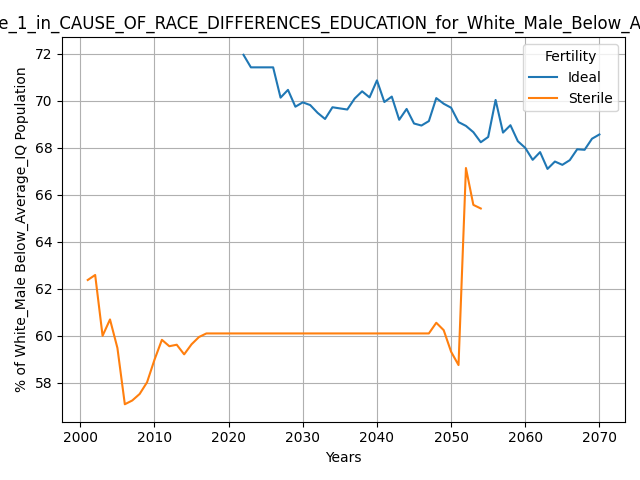 e_1_in_CAUSE_OF_RACE_DIFFERENCES_EDUCATION_for_White_Male_Below_A
% of White_Male Below_Average_IQ Population
72
70
68
66
64
62
60
58
Fertility
Ideal
Sterile
2000 2010 2020 2030 2040 2050 2060 2070
Years